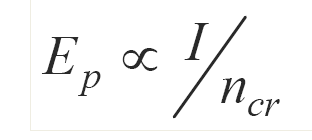 E_p ∝ I/n_cr